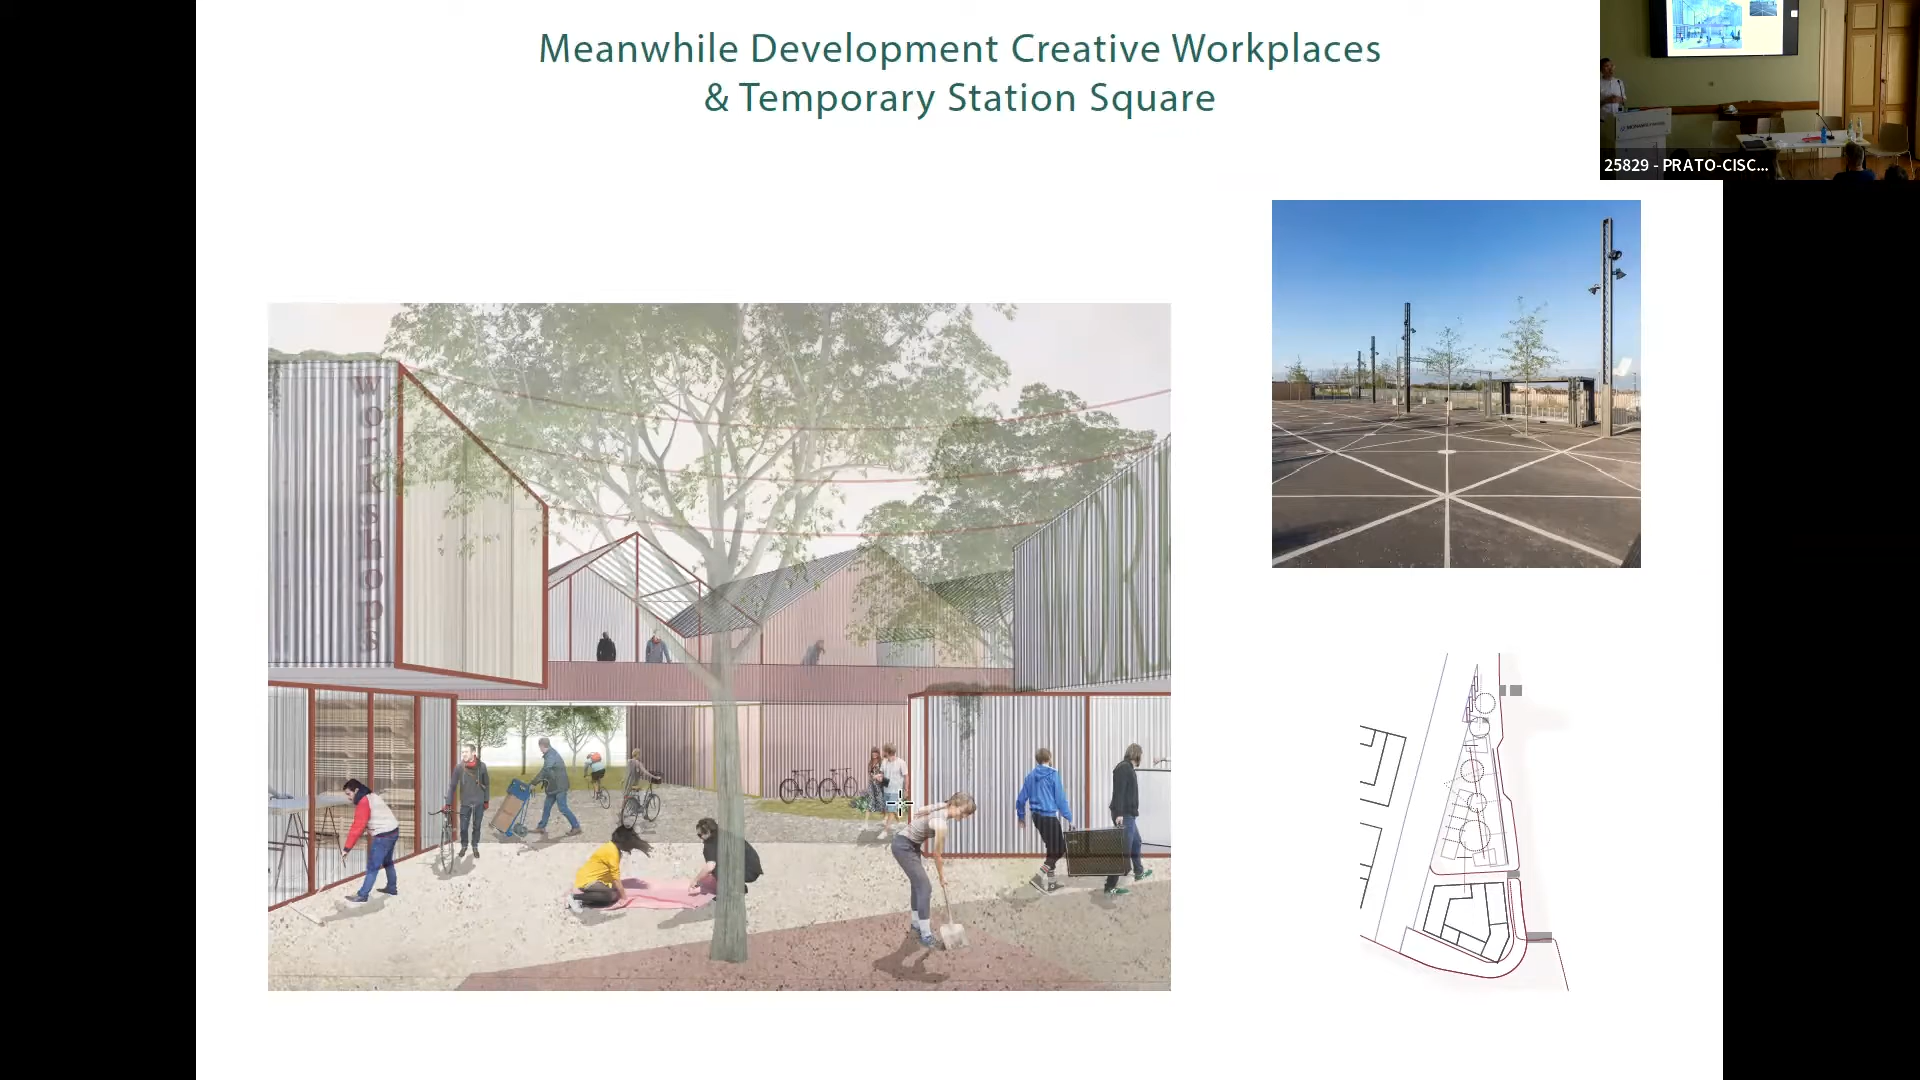 Meanwhile Development Creative Workplaces
& Temporary Station Square
25829 - PRATO-CISC...
workshops